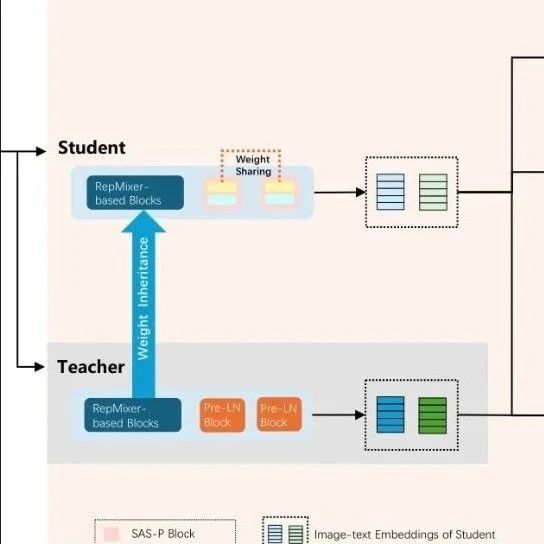 Student
Weight
Sharing
RepMixer-
based Blocks
Weight Inheritance
Teacher
RepMixer-
based Blocks
Pre-LN
Block
Pre-LN
Block
SAS-P Block
Image-text Embeddings of Student